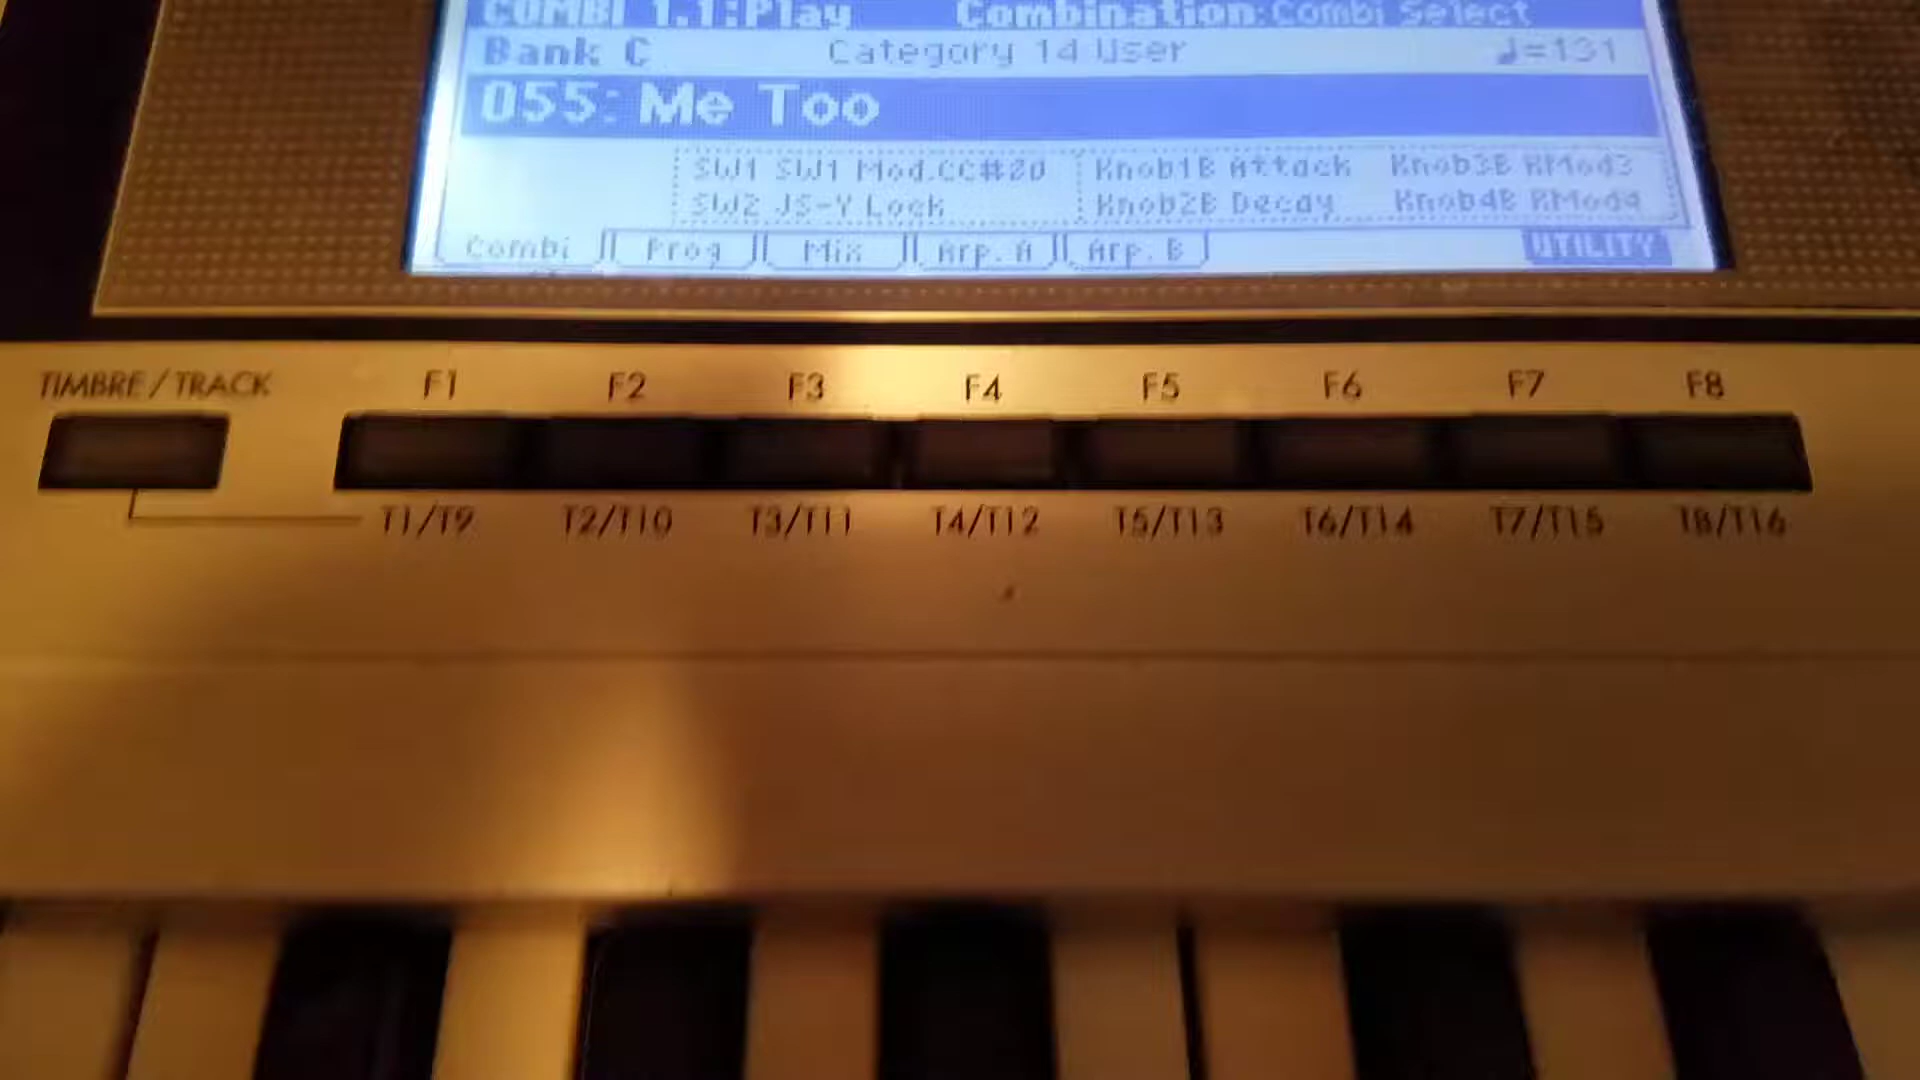 COMBI 1.1:Play Combination:Combi Select
Bank C Category 14 User ♩=131
055: Me Too
SW1 SW1 Mod.CC#80 Knob1B Attack Knob3B RMod3
SW2 JS-Y Lock Knob2B Decay Knob4B RMod4
Combi Prog Mix Arp. A Arp. B UTILITY
TIMBRE / TRACK F1 F2 F3 F4 F5 F6 F7 F8
T1/T9 T2/T10 T3/T11 T4/T12 T5/T13 T6/T14 T7/T15 T8/T16